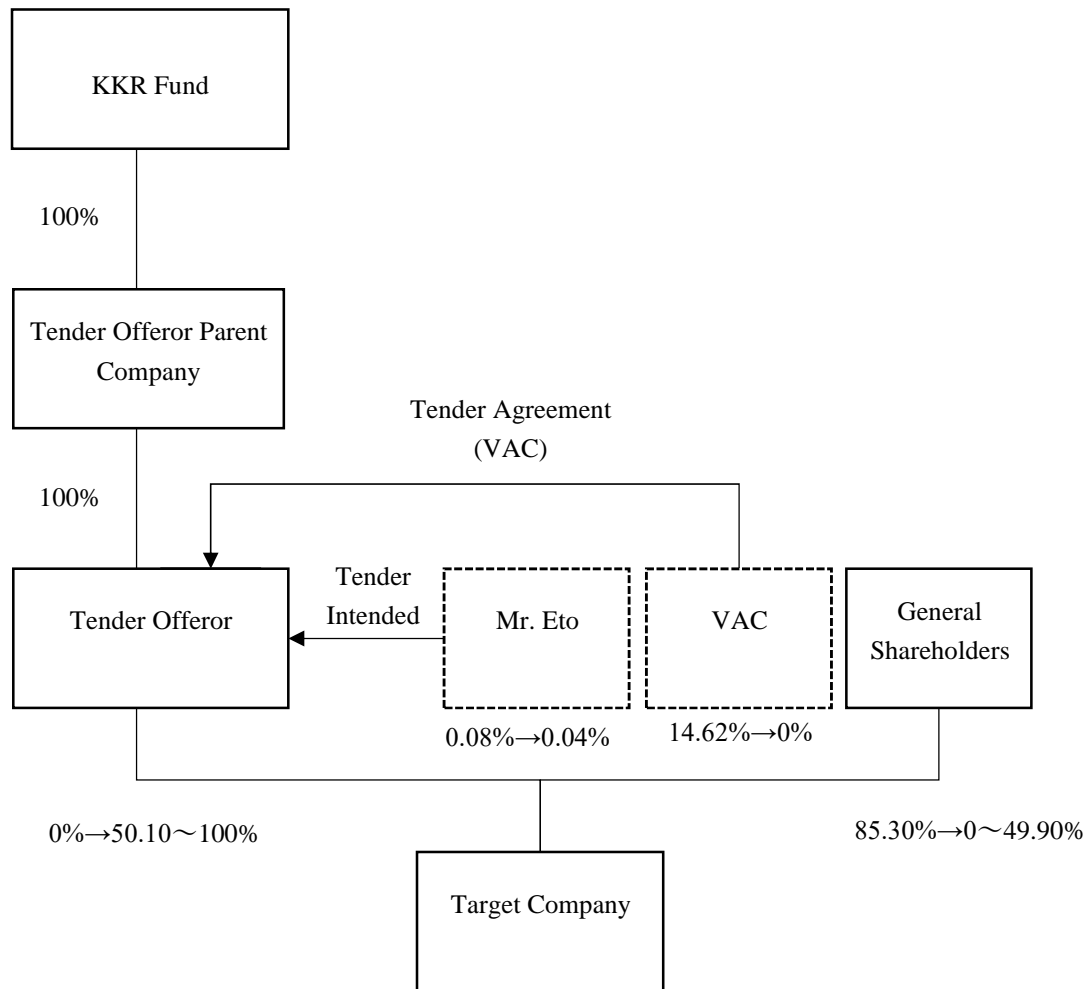 KKR Fund
100%
Tender Offeror Parent
Company
Tender Agreement
(VAC)
100%
Tender Offeror
Tender
Intended
Mr. Eto
VAC
General
Shareholders
0.08%→0.04%
14.62%→0%
0%→50.10～100%
85.30%→0～49.90%
Target Company